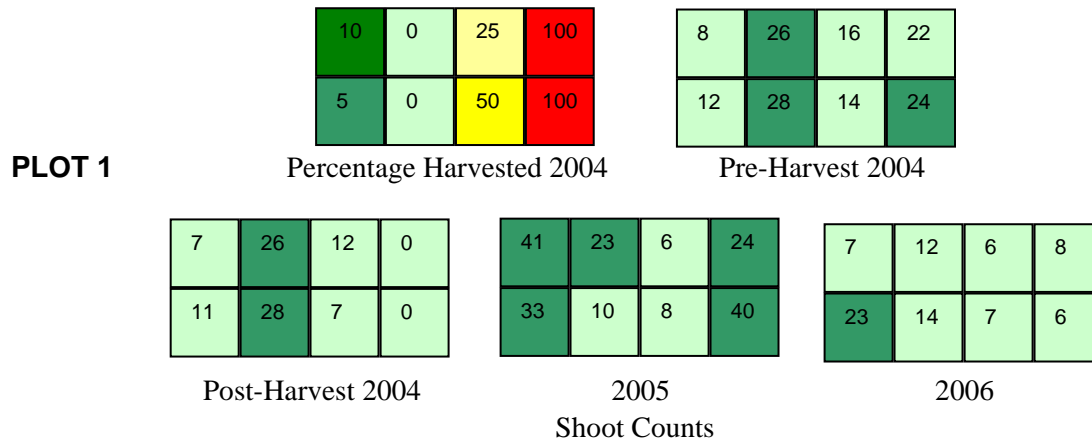 10 0 25 100
5 0 50 100
Percentage Harvested 2004
8 26 16 22
12 28 14 24
Pre-Harvest 2004
PLOT 1
7 26 12 0
11 28 7 0
Post-Harvest 2004
41 23 6 24
33 10 8 40
2005
7 12 6 8
23 14 7 6
2006
Shoot Counts